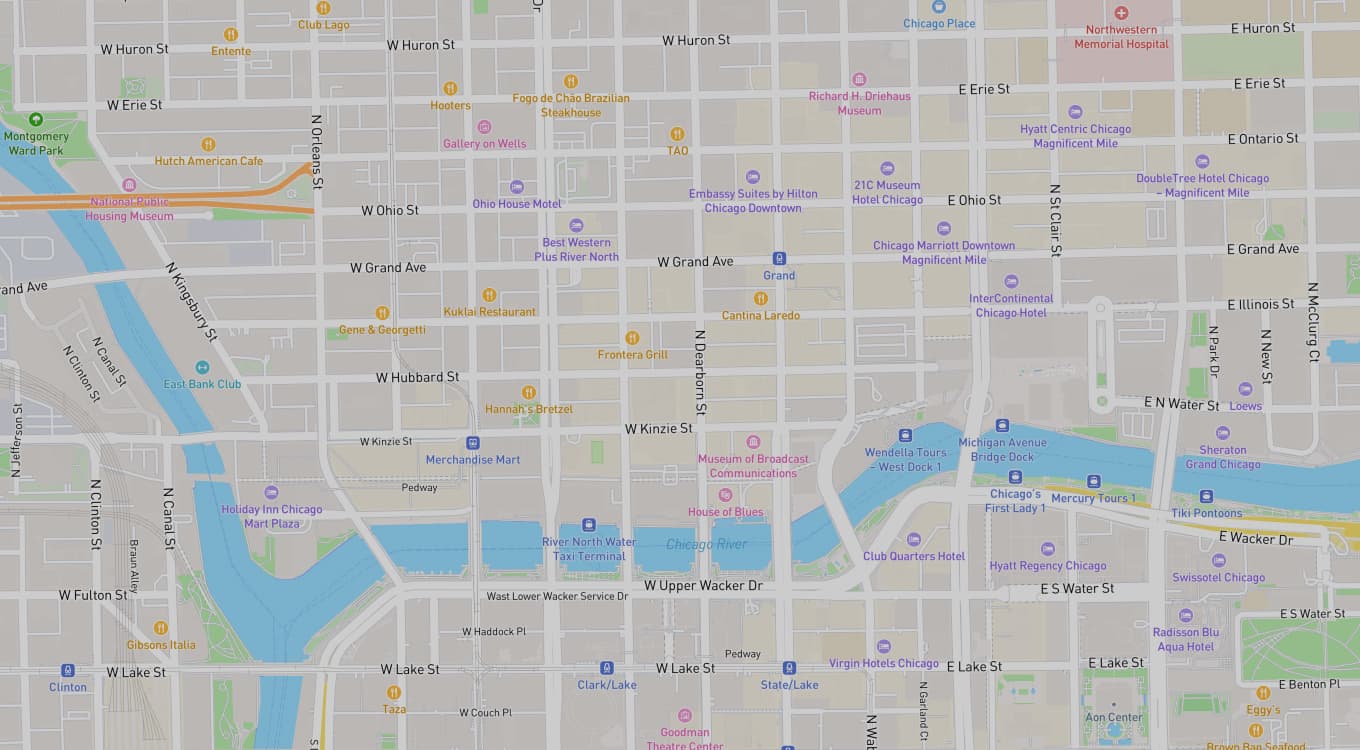 Dr
Club Lago
Chicago Place
W Huron St
Entente
W Huron St
W Huron St
Northwestern
Memorial Hospital
E Huron St
W Erie St
Hooters
Fogo de Chão Brazilian
Steakhouse
Richard H. Driehaus
Museum
E Erie St
E Erie St
Montgomery
Ward Park
N Orleans St
Hutch American Cafe
Gallery on Wells
TAO
Hyatt Centric Chicago
Magnificent Mile
E Ontario St
National Public
Housing Museum
Ohio House Motel
Embassy Suites by Hilton
Chicago Downtown
21C Museum
Hotel Chicago
DoubleTree Hotel Chicago
– Magnificent Mile
W Ohio St
E Ohio St
N St Clair St
Best Western
Plus River North
Chicago Marriott Downtown
Magnificent Mile
E Grand Ave
W Grand Ave
W Grand Ave
Grand
rand Ave
N Kingsbury St
Gene & Georgetti
Kuklai Restaurant
Cantina Laredo
InterContinental
Chicago Hotel
E Illinois St
N McClurg Ct
N Canal St
N Clinton St
Frontera Grill
N Dearborn St
N Park Dr
N New St
East Bank Club
W Hubbard St
Hannah's Bretzel
E N Water St
Loews
N Jefferson St
W Kinzie St
W Kinzie St
Merchandise Mart
Museum of Broadcast
Communications
Wendella Tours
– West Dock 1
Michigan Avenue
Bridge Dock
Sheraton
Grand Chicago
Pedway
House of Blues
Chicago's
First Lady 1
Mercury Tours 1
Tiki Pontoons
N Clinton St
N Canal St
Holiday Inn Chicago
Mart Plaza
River North Water
Taxi Terminal
Chicago River
Club Quarters Hotel
Hyatt Regency Chicago
E Wacker Dr
Swissotel Chicago
Braun Alley
W Fulton St
Wast Lower Wacker Service Dr
W Upper Wacker Dr
E S Water St
E S Water St
Gibsons Italia
W Haddock Pl
Radisson Blu
Aqua Hotel
Pedway
W Lake St
W Lake St
W Lake St
Virgin Hotels Chicago
E Lake St
E Lake St
Clinton
Clark/Lake
State/Lake
E Benton Pl
Taza
W Couch Pl
N Garland Ct
Goodman
Theatre Center
Aon Center
Eggy's
N Wab
S
Brown Bag Seafood